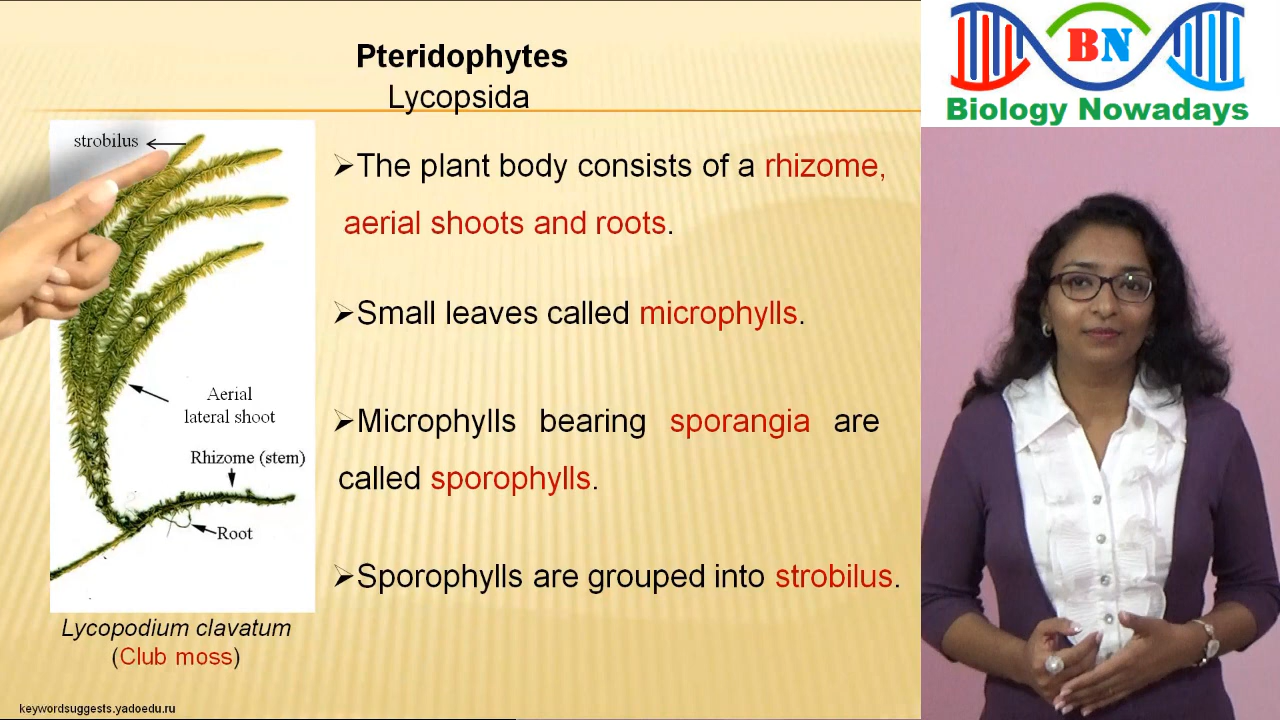 Pteridophytes
Lycopsida
BN
Biology Nowadays
strobilus
Aerial
lateral shoot
Rhizome (stem)
Root
Lycopodium clavatum
(Club moss)
➢The plant body consists of a rhizome,
aerial shoots and roots.
➢Small leaves called microphylls.
➢Microphylls bearing sporangia are
called sporophylls.
➢Sporophylls are grouped into strobilus.
keywordsuggests.yadoedu.ru